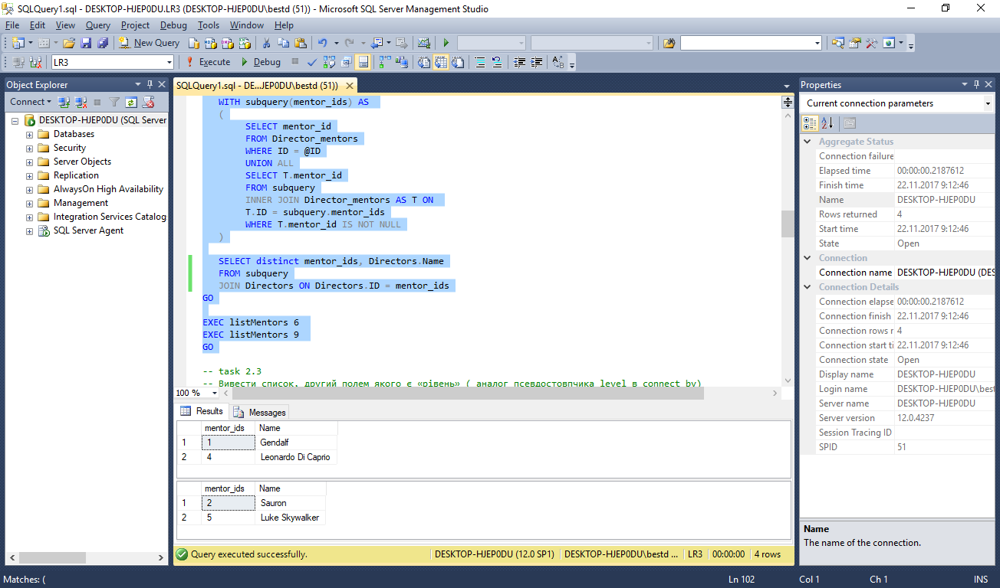 SQLQuery1.sql - DESKTOP-HJEP0DU.LR3 (DESKTOP-HJEP0DU\bestd (51)) - Microsoft SQL Server Management Studio
File Edit View Query Project Debug Tools Window Help
New Query
LR3 Execute Debug
Object Explorer
Connect
DESKTOP-HJEP0DU (SQL Server
Databases
Security
Server Objects
Replication
AlwaysOn High Availability
Management
Integration Services Catalog
SQL Server Agent
SQLQuery1.sql - DE...JEP0DU\bestd (51))
WITH subquery(mentor_ids) AS
(
SELECT mentor_id
FROM Director_mentors
WHERE ID = @ID
UNION ALL
SELECT T.mentor_id
FROM subquery
INNER JOIN Director_mentors AS T ON
T.ID = subquery.mentor_ids
WHERE T.mentor_id IS NOT NULL
)
SELECT distinct mentor_ids, Directors.Name
FROM subquery
JOIN Directors ON Directors.ID = mentor_ids
GO
EXEC listMentors 6
EXEC listMentors 9
GO
-- task 2.3
-- Вивести список, другий полем якого є «рівень» ( аналог псевдостовпчика level в connect by)
100 %
Results Messages
mentor_ids Name
1 1 Gendalf
2 4 Leonardo Di Caprio
mentor_ids Name
1 2 Sauron
2 5 Luke Skywalker
Query executed successfully. DESKTOP-HJEP0DU (12.0 SP1) DESKTOP-HJEP0DU\bestd ... LR3 00:00:00 4 rows
Properties
Current connection parameters
Aggregate Status
Connection failure
Elapsed time 00:00:00.2187612
Finish time 22.11.2017 9:12:46
Name DESKTOP-HJEP0DU
Rows returned 4
Start time 22.11.2017 9:12:46
State Open
Connection
Connection name DESKTOP-HJEP0DU (DES
Connection Details
Connection elapse 00:00:00.2187612
Connection finish 22.11.2017 9:12:46
Connection rows r 4
Connection start ti 22.11.2017 9:12:46
Connection state Open
Display name DESKTOP-HJEP0DU
Login name DESKTOP-HJEP0DU\best
Server name DESKTOP-HJEP0DU
Server version 12.0.4237
Session Tracing ID
SPID 51
Name
The name of the connection.
Matches: ( Ln 102 Col 1 Ch 1 INS